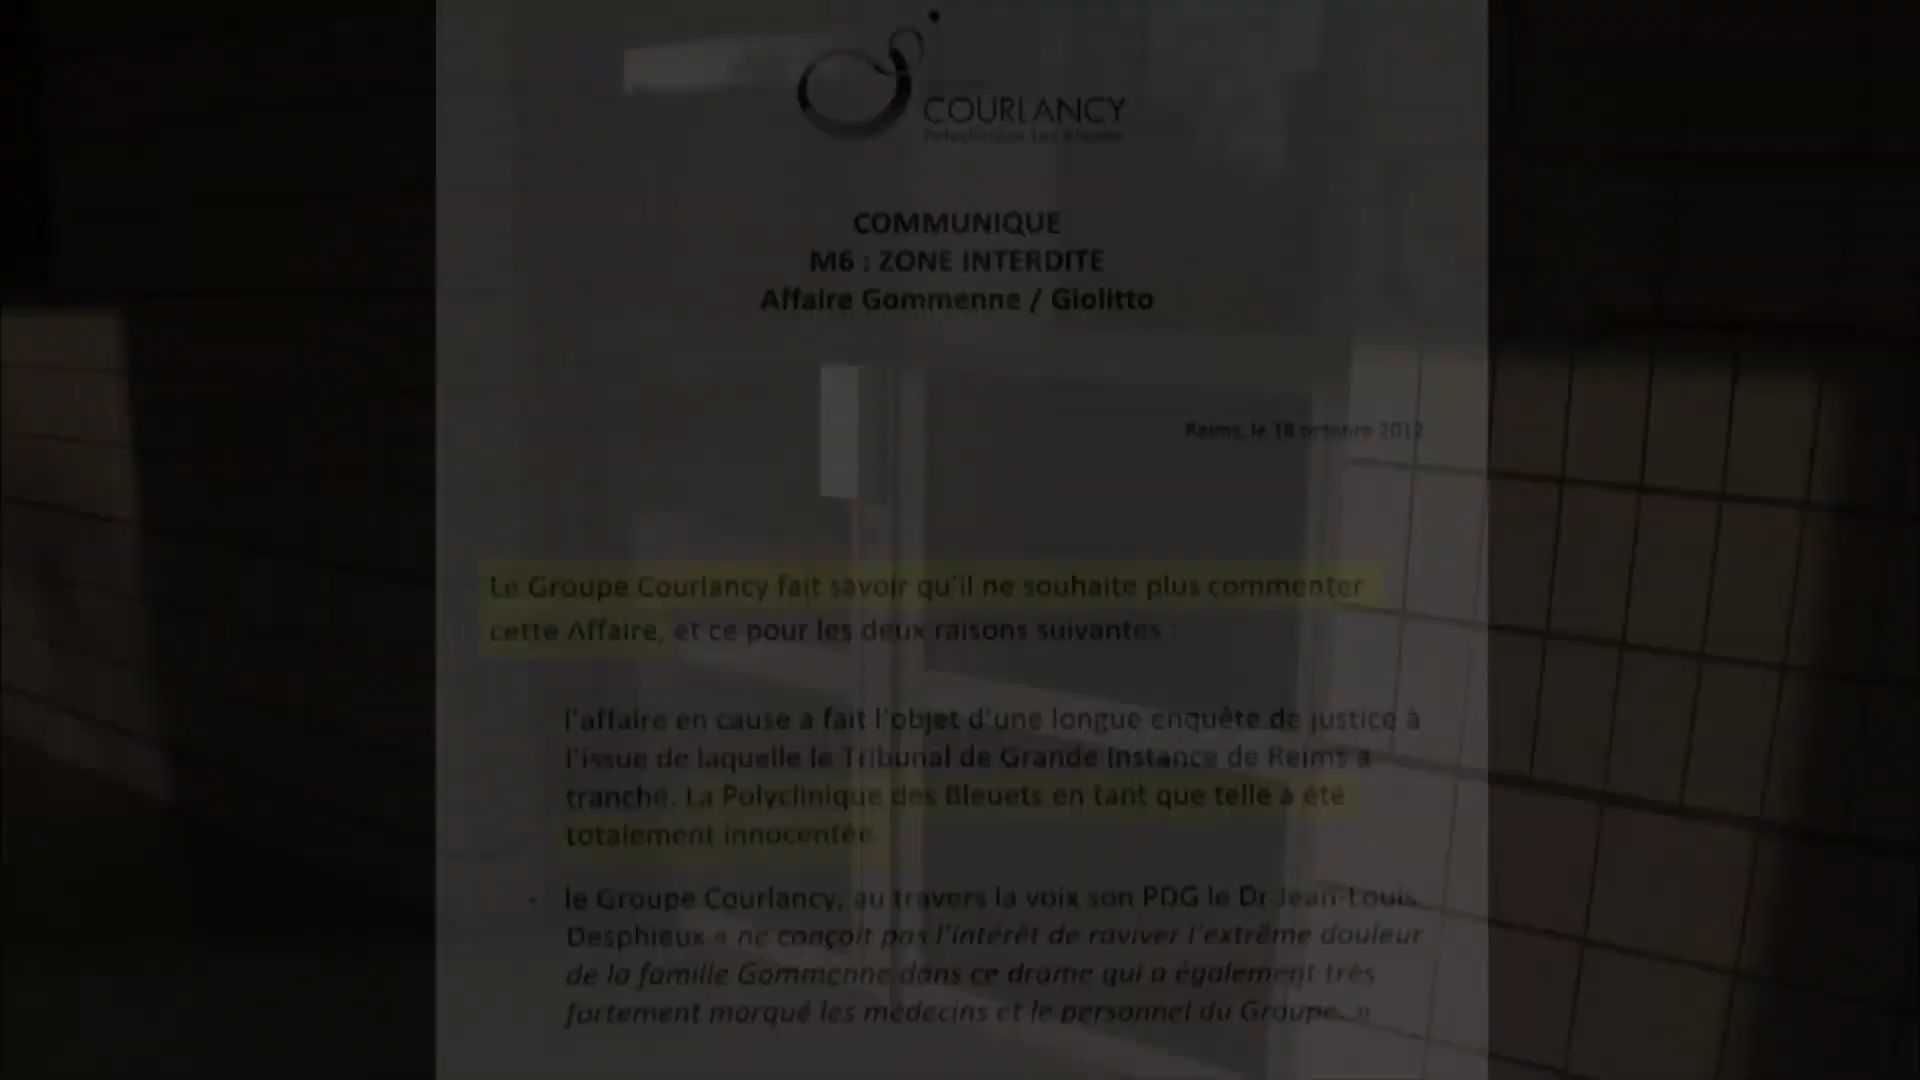 COURLANCY
Polyclinique Les Bleuets
COMMUNIQUE
M6 : ZONE INTERDITE
Affaire Gommenne / Giolitto
Reims, le 18 octobre 2012
Le Groupe Courlancy fait savoir qu'il ne souhaite plus commenter
cette Affaire, et ce pour les deux raisons suivantes :
l'affaire en cause a fait l'objet d'une longue enquête de justice à
l'issue de laquelle le Tribunal de Grande Instance de Reims a
tranché. La Polyclinique des Bleuets en tant que telle a été
totalement innocentée.
- le Groupe Courlancy, au travers la voix son PDG le Dr Jean-Louis
Desphieux « ne conçoit pas l'intérêt de raviver l'extrême douleur
de la famille Gommenne dans ce drame qui a également très
fortement marqué les médecins et le personnel du Groupe. »